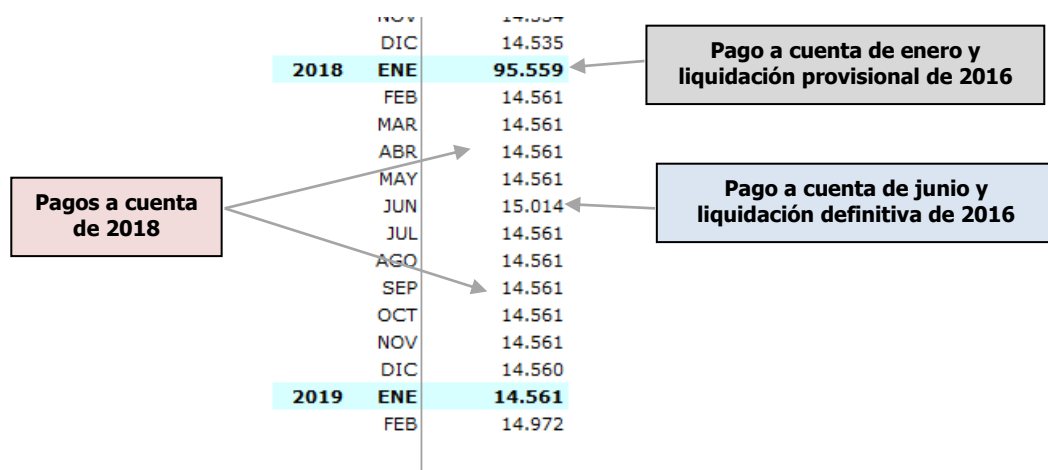 DIC 14.535
2018 ENE 95.559
FEB 14.561
MAR 14.561
ABR 14.561
MAY 14.561
JUN 15.014
JUL 14.561
AGO 14.561
SEP 14.561
OCT 14.561
NOV 14.561
DIC 14.560
2019 ENE 14.561
FEB 14.972
Pago a cuenta de enero y
liquidación provisional de 2016
Pagos a cuenta
de 2018
Pago a cuenta de junio y
liquidación definitiva de 2016